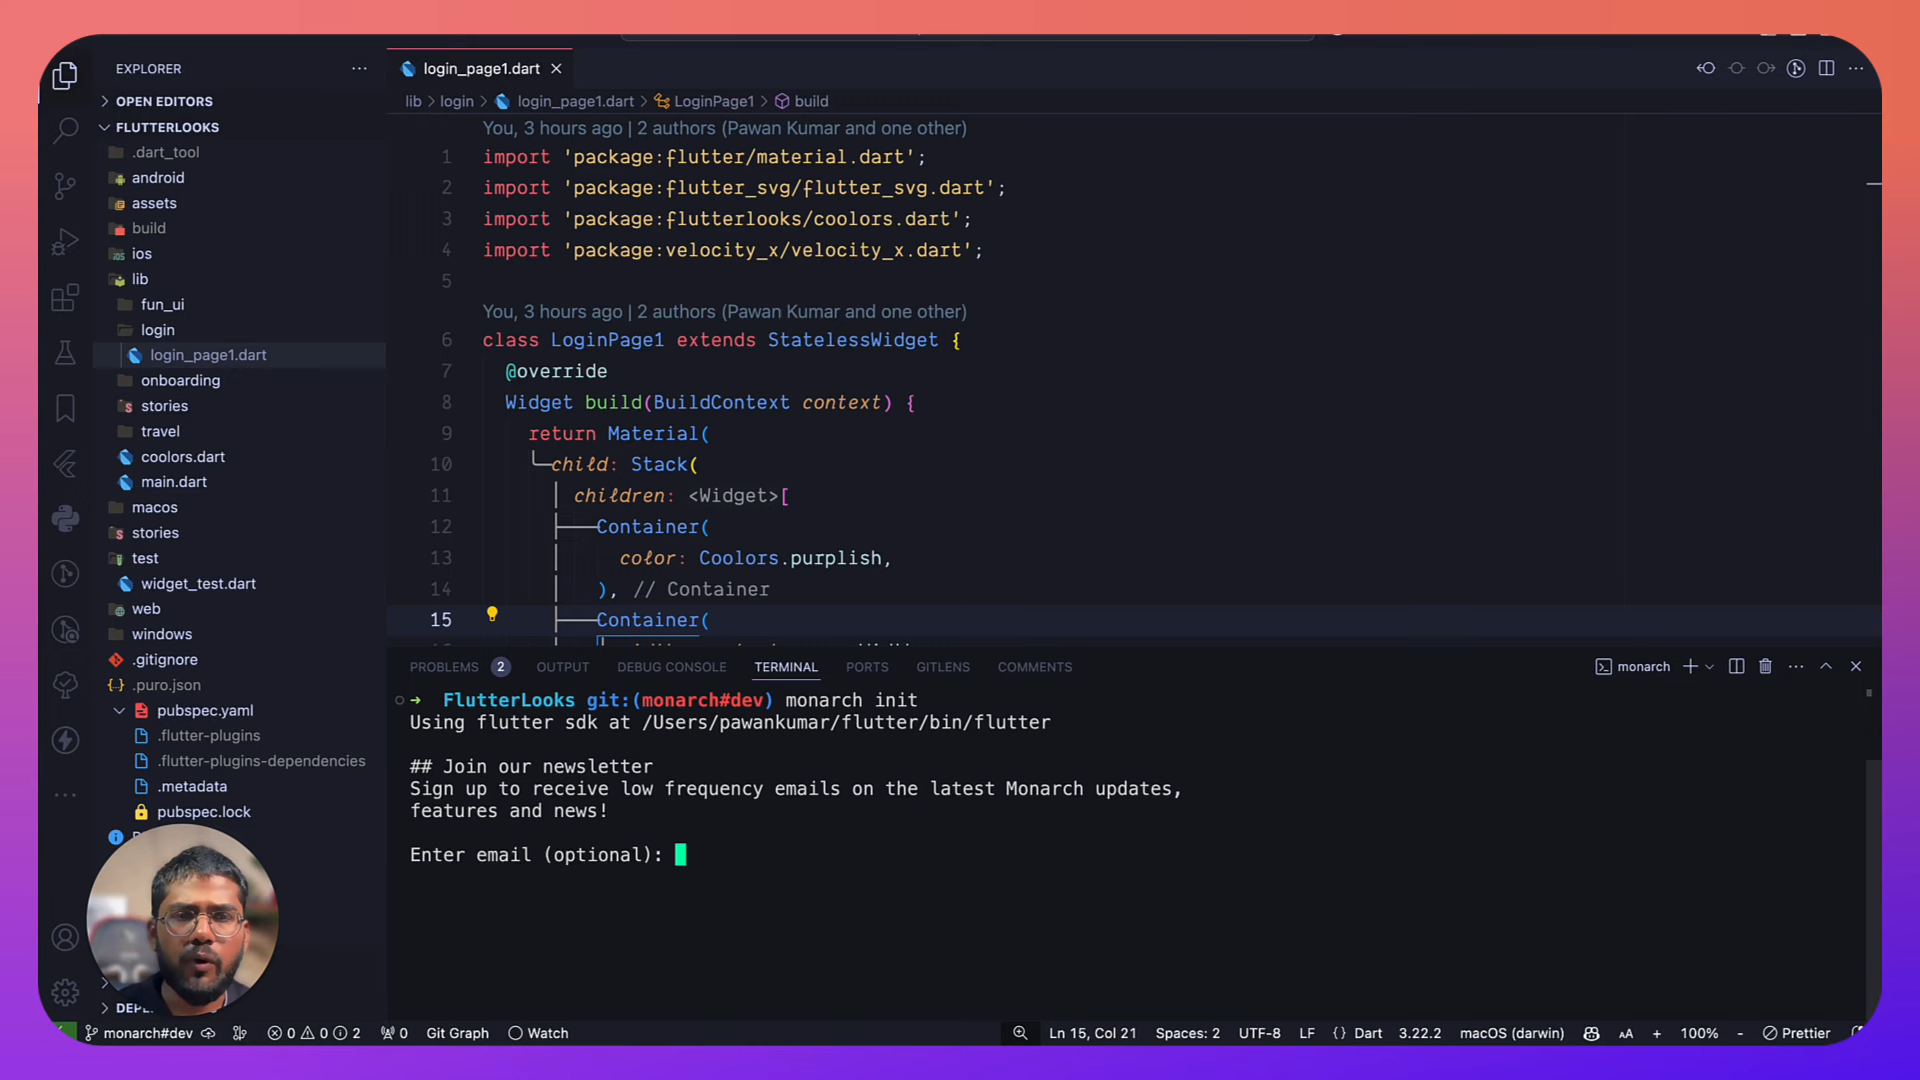 EXPLORER
OPEN EDITORS
FLUTTERLOOKS
.dart_tool
android
assets
build
ios
lib
fun_ui
login
login_page1.dart
onboarding
stories
travel
coolors.dart
main.dart
macos
stories
test
widget_test.dart
web
windows
.gitignore
.puro.json
pubspec.yaml
.flutter-plugins
.flutter-plugins-dependencies
.metadata
pubspec.lock
login_page1.dart
lib > login > login_page1.dart > LoginPage1 > build
You, 3 hours ago | 2 authors (Pawan Kumar and one other)
1 import 'package:flutter/material.dart';
2 import 'package:flutter_svg/flutter_svg.dart';
3 import 'package:flutterlooks/coolors.dart';
4 import 'package:velocity_x/velocity_x.dart';
5
You, 3 hours ago | 2 authors (Pawan Kumar and one other)
6 class LoginPage1 extends StatelessWidget {
7 @override
8 Widget build(BuildContext context) {
9 return Material(
10 child: Stack(
11 children: <Widget>[
12 Container(
13 color: Coolors.purplish,
14 ), // Container
15 Container(
PROBLEMS 2 OUTPUT DEBUG CONSOLE TERMINAL PORTS GITLENS COMMENTS
monarch
FlutterLooks git:(monarch#dev) monarch init
Using flutter sdk at /Users/pawankumar/flutter/bin/flutter
## Join our newsletter
Sign up to receive low frequency emails on the latest Monarch updates,
features and news!
Enter email (optional):
monarch#dev 0 0 2 0 Git Graph Watch Ln 15, Col 21 Spaces: 2 UTF-8 LF {} Dart 3.22.2 macOS (darwin) AA + 100% - Prettier